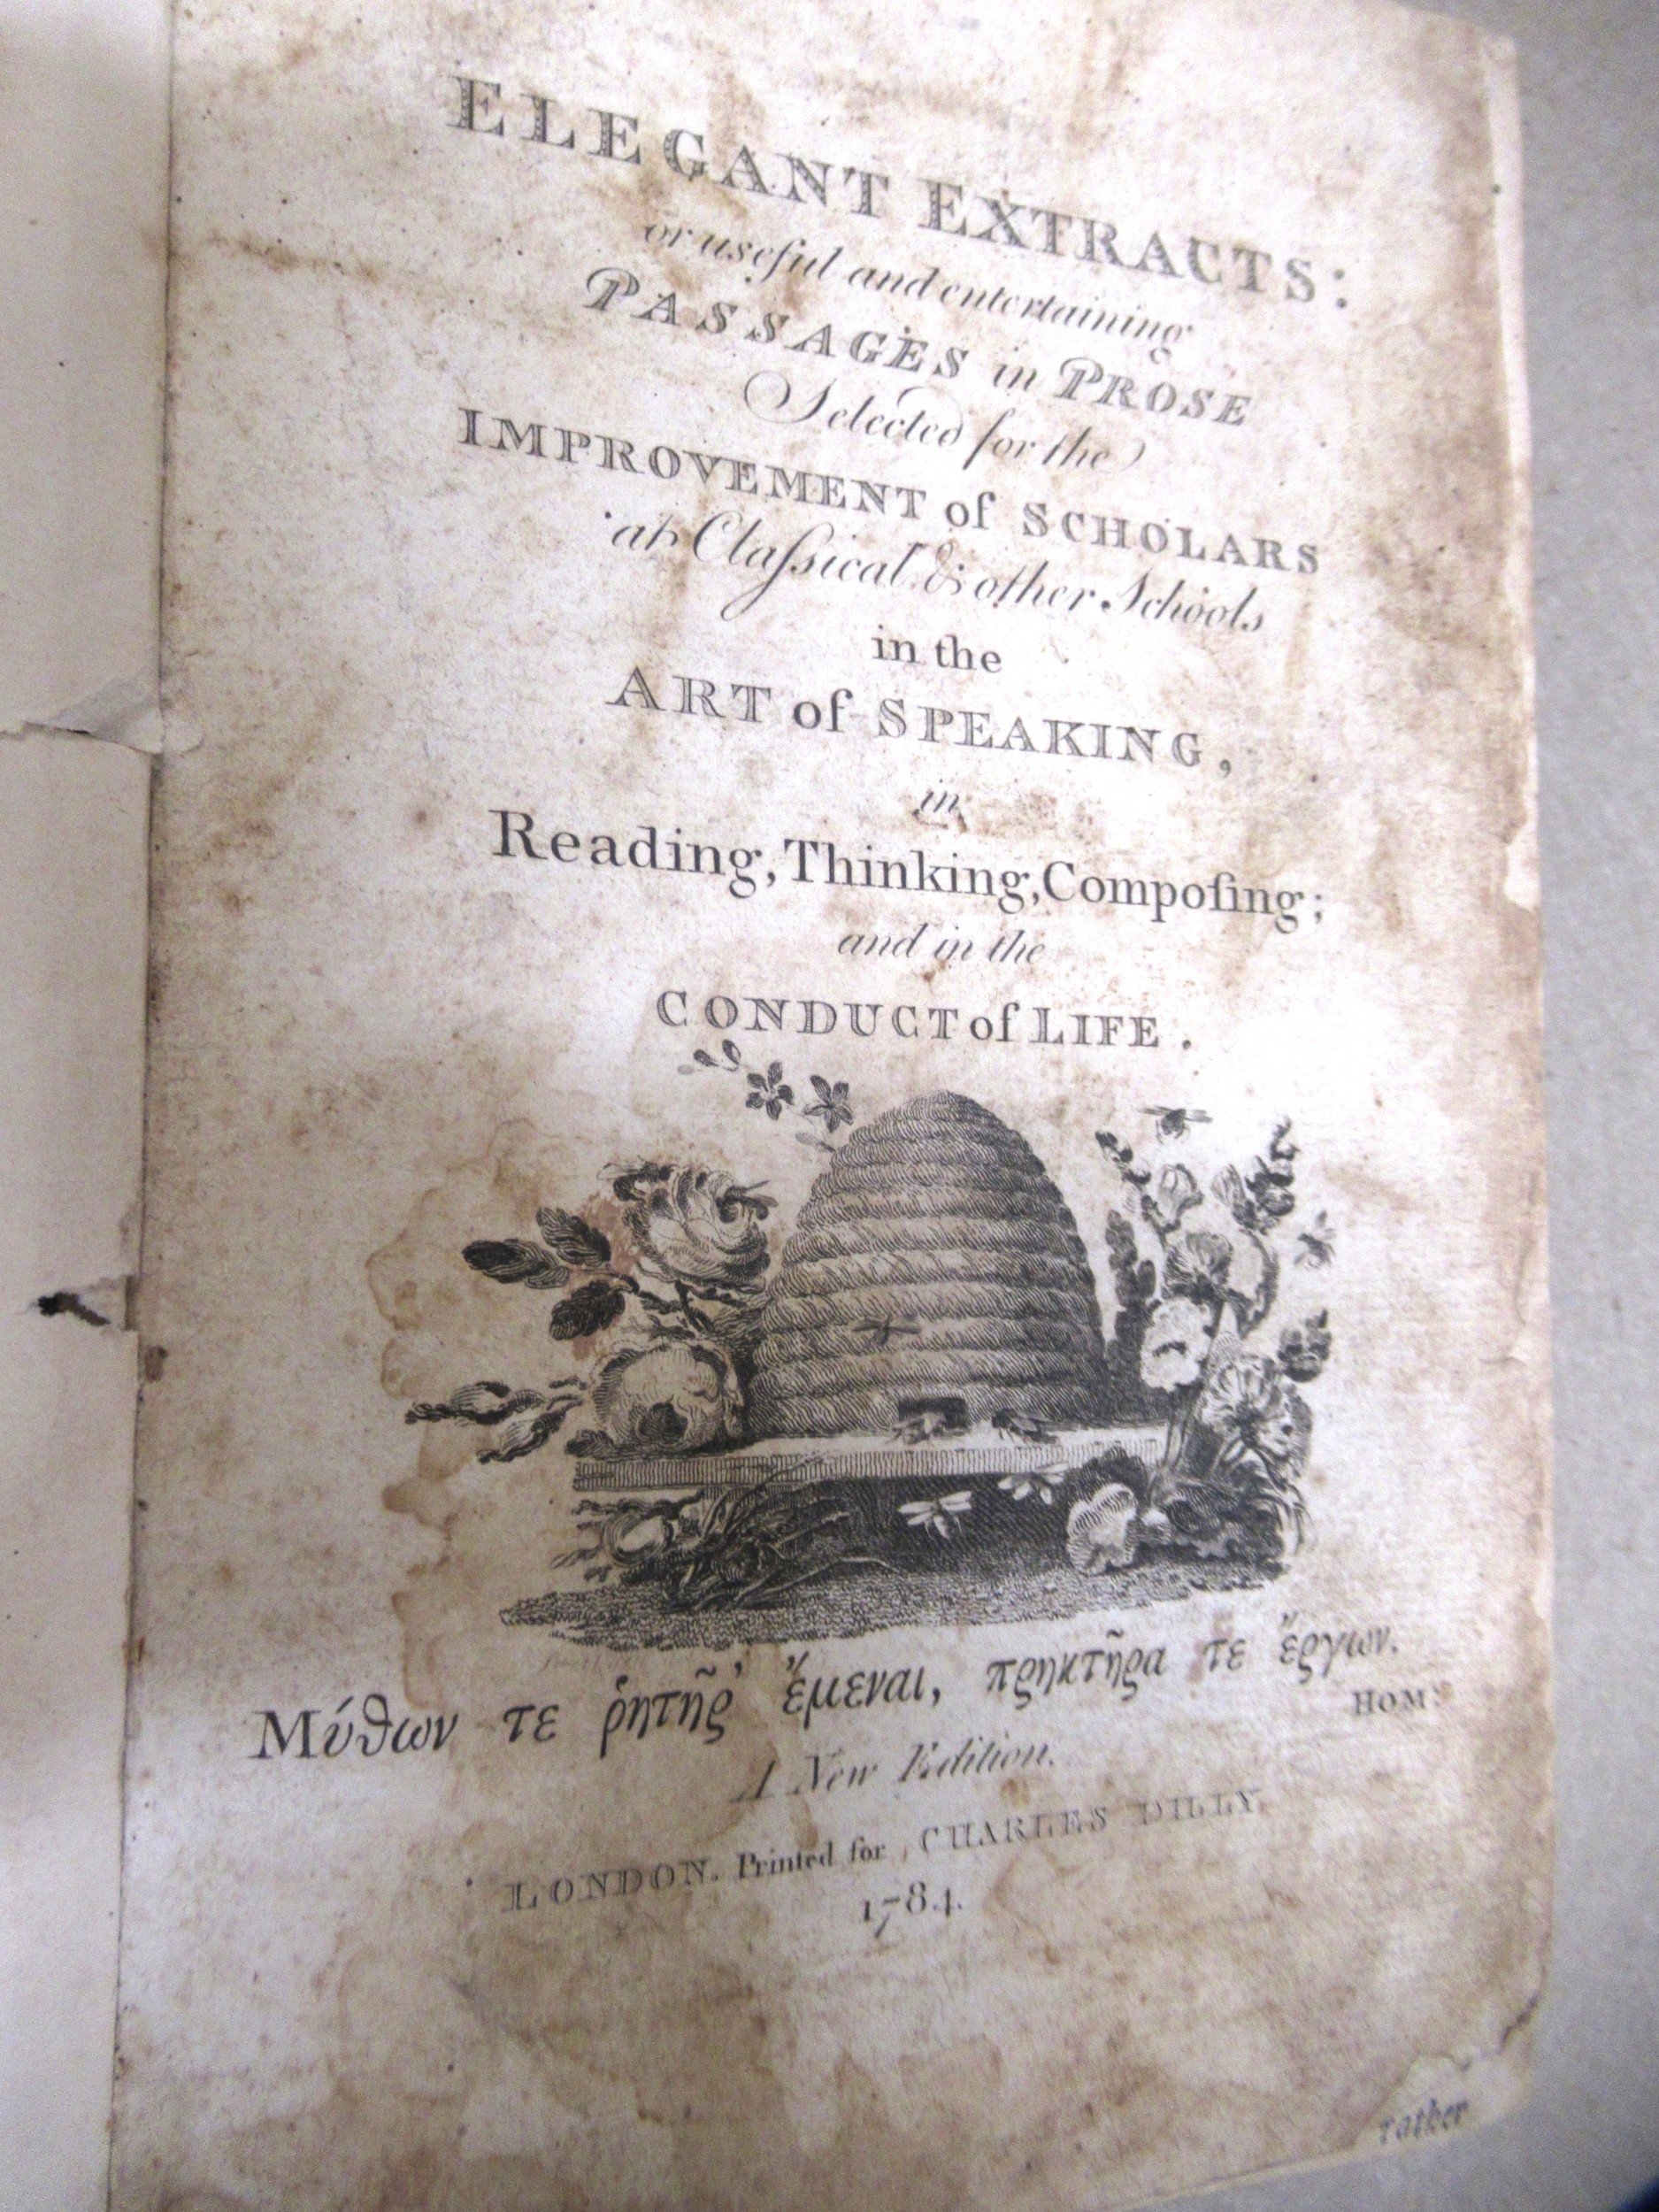 ELEGANT EXTRACTS:
or useful and entertaining
PASSAGES in PROSE
Selected for the
IMPROVEMENT of SCHOLARS
at Claſsical & other Schools
in the
ART of SPEAKING,
in
Reading, Thinking, Compoſing;
and in the
CONDUCT of LIFE.
Μύθων τε ῥητῆρ᾽ ἔμεναι, πρηκτῆρα τε ἔργων.
HOM:
A New Edition.
LONDON. Printed for CHARLES DILLY.
1784.
rather